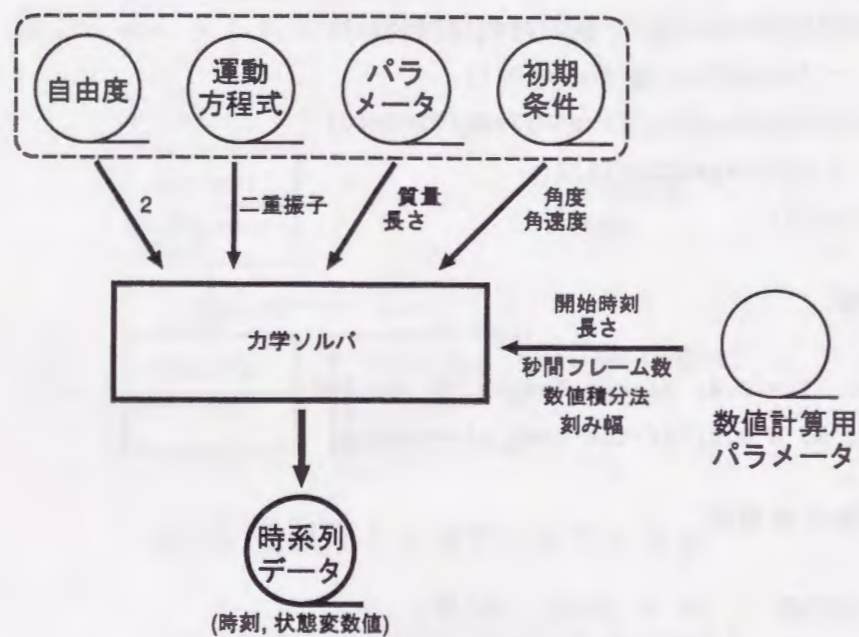 自由度
運動
方程式
パラ
メータ
初期
条件
2
二重振子
質量
長さ
角度
角速度
力学ソルバ
開始時刻
長さ
秒間フレーム数
数値積分法
刻み幅
数値計算用
パラメータ
時系列
データ
(時刻, 状態変数値)